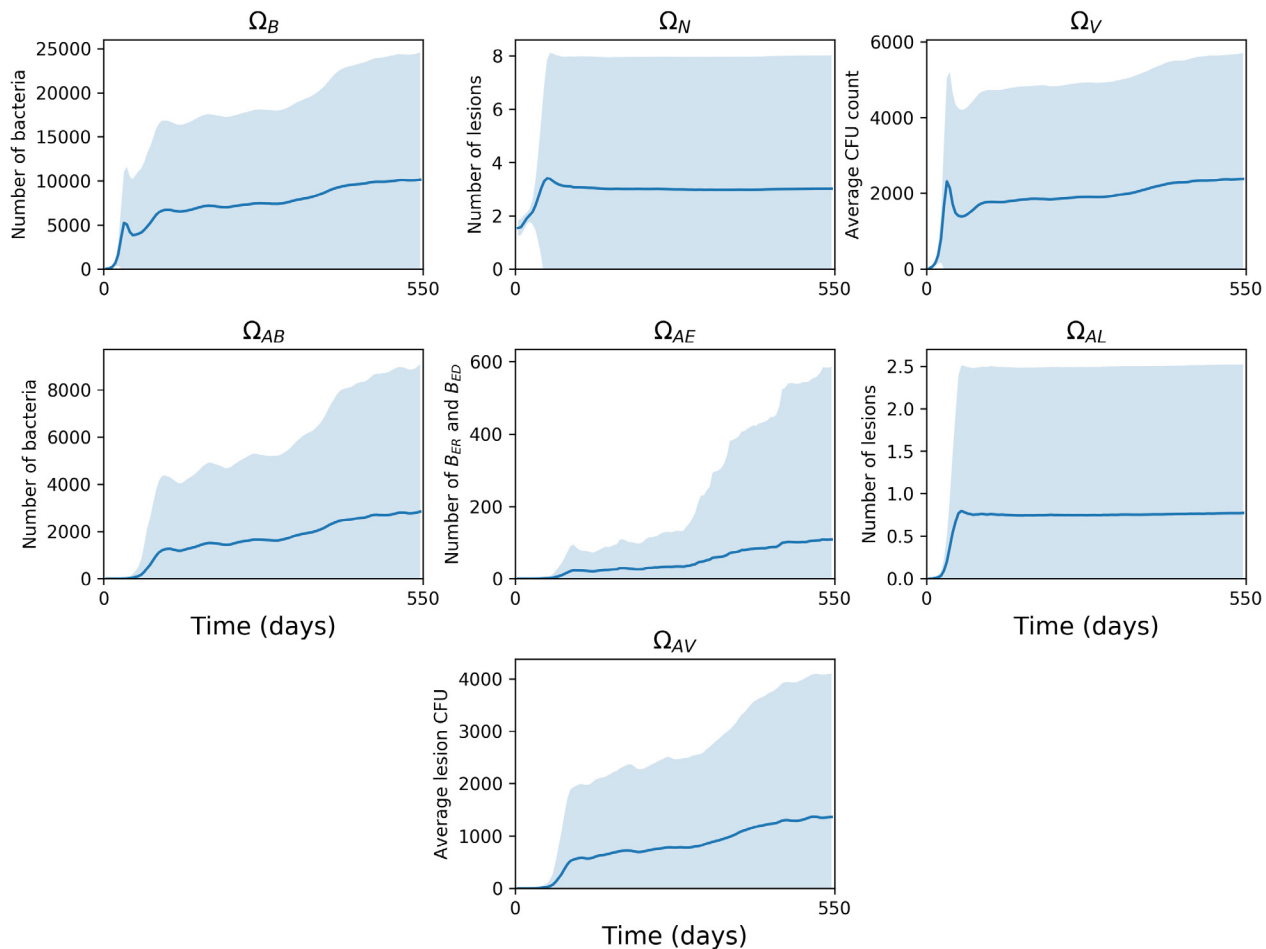 Ω_B
Number of bacteria
25000
20000
15000
10000
5000
0
0
550
Ω_N
Number of lesions
8
6
4
2
0
0
550
Ω_V
Average CFU count
6000
4000
2000
0
0
550
Ω_AB
Number of bacteria
8000
6000
4000
2000
0
0
550
Time (days)
Ω_AE
Number of B_ER and B_ED
600
400
200
0
0
550
Ω_AL
Number of lesions
2.5
2.0
1.5
1.0
0.5
0.0
0
550
Time (days)
Ω_AV
Average lesion CFU
4000
3000
2000
1000
0
0
550
Time (days)